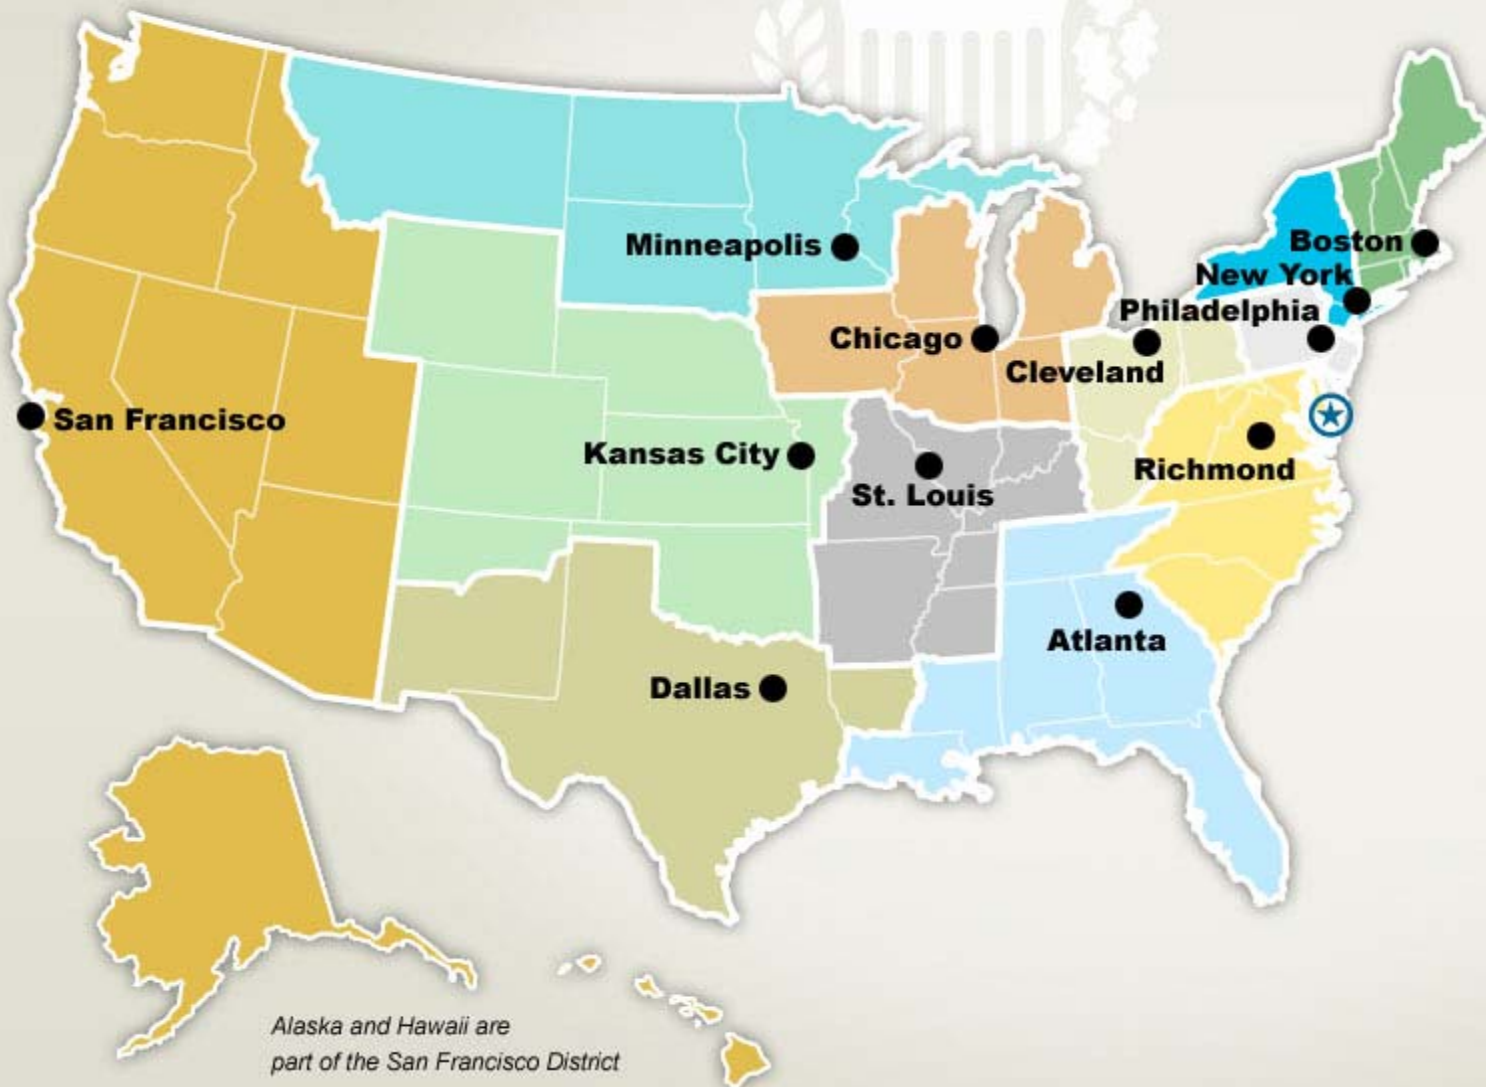 Minneapolis
Boston
New York
Philadelphia
Chicago
Cleveland
San Francisco
Kansas City
Richmond
St. Louis
Atlanta
Dallas
Alaska and Hawaii are
part of the San Francisco District